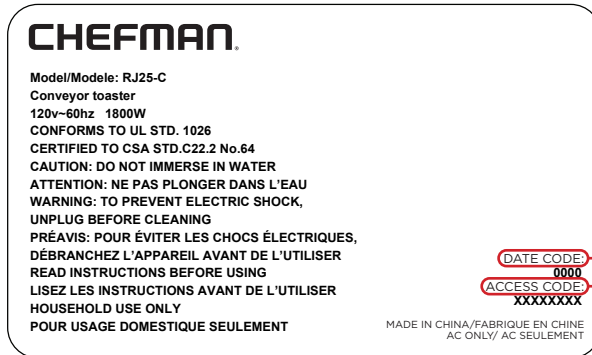 CHEFMAN.
Model/Modele: RJ25-C
Conveyor toaster
120v~60hz 1800W
CONFORMS TO UL STD. 1026
CERTIFIED TO CSA STD.C22.2 No.64
CAUTION: DO NOT IMMERSE IN WATER
ATTENTION: NE PAS PLONGER DANS L'EAU
WARNING: TO PREVENT ELECTRIC SHOCK,
UNPLUG BEFORE CLEANING
PRÉAVIS: POUR ÉVITER LES CHOCS ÉLECTRIQUES,
DÉBRANCHEZ L'APPAREIL AVANT DE L'UTILISER
READ INSTRUCTIONS BEFORE USING
LISEZ LES INSTRUCTIONS AVANT DE L'UTILISER
HOUSEHOLD USE ONLY
POUR USAGE DOMESTIQUE SEULEMENT
DATE CODE:
0000
ACCESS CODE:
XXXXXXXX
MADE IN CHINA/FABRIQUE EN CHINE
AC ONLY/ AC SEULEMENT